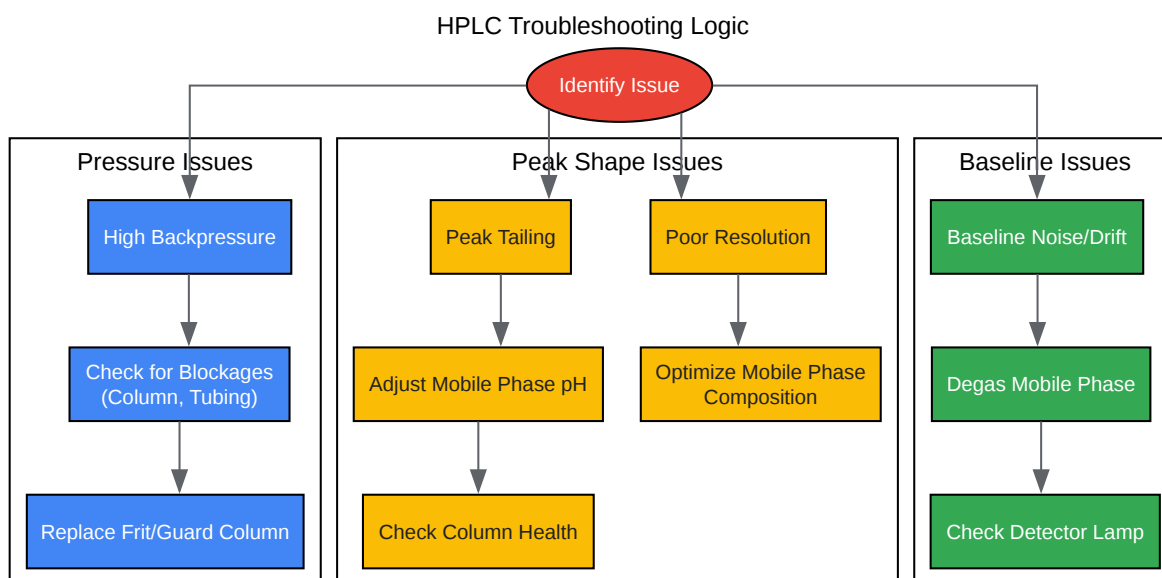 HPLC Troubleshooting Logic
Identify Issue
Pressure Issues
Peak Shape Issues
Baseline Issues
High Backpressure
Peak Tailing
Poor Resolution
Baseline Noise/Drift
Check for Blockages
(Column, Tubing)
Adjust Mobile Phase pH
Optimize Mobile Phase
Composition
Degas Mobile Phase
Replace Frit/Guard Column
Check Column Health
Check Detector Lamp